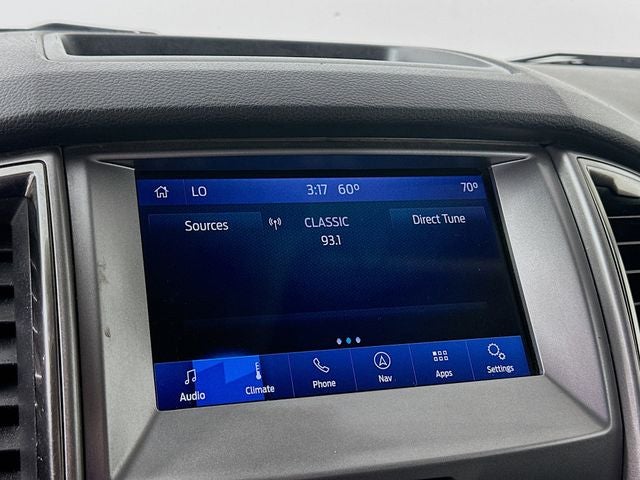 LO 3:17 60° 70°
Sources CLASSIC Direct Tune
93.1
Audio Climate Phone Nav Apps Settings